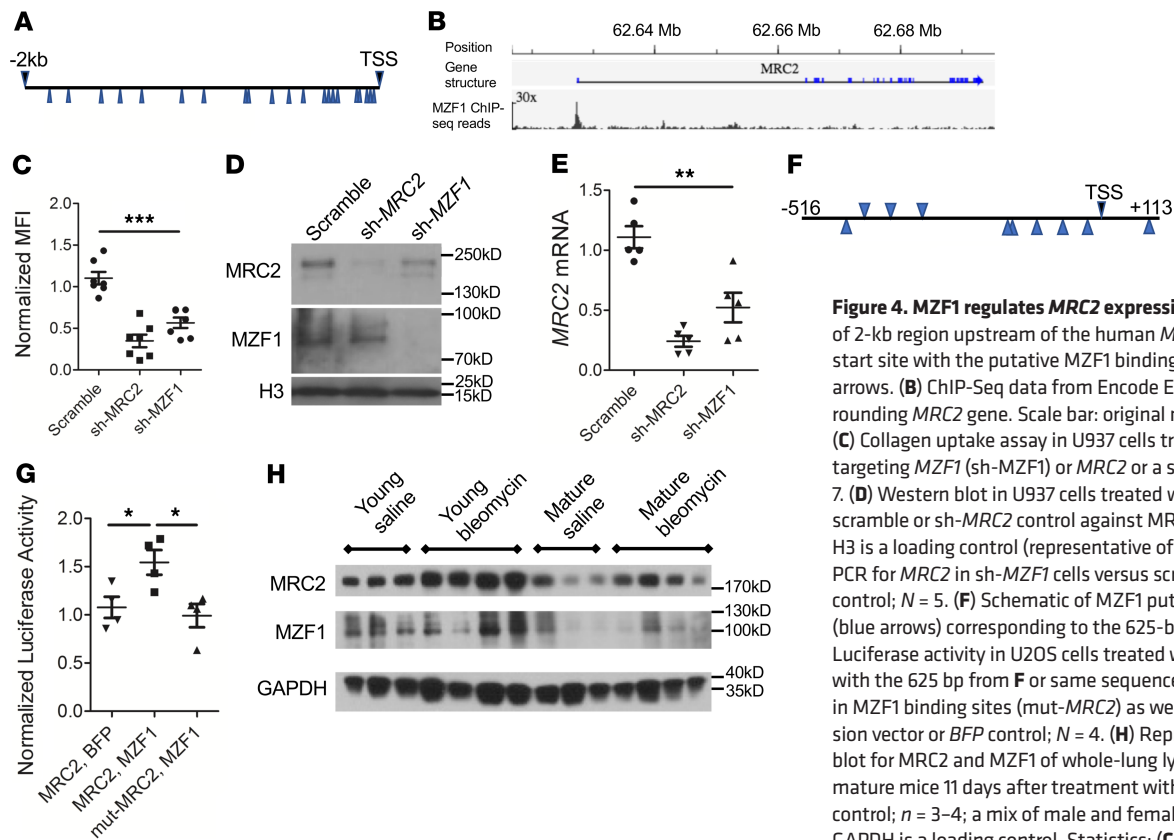 A
-2kb
TSS
B
62.64 Mb 62.66 Mb 62.68 Mb
Position
Gene
structure
MRC2
MZF1 ChIP-
seq reads
30x
C
Normalized MFI
2.0
1.5
1.0
0.5
0.0
***
Scramble
sh-MRC2
sh-MZF1
D
Scramble
sh-MRC2
sh-MZF1
MRC2
250kD
130kD
MZF1
100kD
70kD
H3
25kD
15kD
E
MRC2 mRNA
1.5
1.0
0.5
0.0
**
Scramble
sh-MRC2
sh-MZF1
F
-516
TSS
+113
G
Normalized Luciferase Activity
2.0
1.5
1.0
0.5
0.0
* *
MRC2, BFP
MRC2, MZF1
mut-MRC2, MZF1
H
Young
saline
Young
bleomycin
Mature
saline
Mature
bleomycin
MRC2
170kD
MZF1
130kD
100kD
GAPDH
40kD
35kD
Figure 4. MZF1 regulates MRC2 expressi
of 2-kb region upstream of the human M
start site with the putative MZF1 binding
arrows. (B) ChIP-Seq data from Encode E
rounding MRC2 gene. Scale bar: original r
(C) Collagen uptake assay in U937 cells tr
targeting MZF1 (sh-MZF1) or MRC2 or a s
7. (D) Western blot in U937 cells treated w
scramble or sh-MRC2 control against MR
H3 is a loading control (representative of
PCR for MRC2 in sh-MZF1 cells versus scr
control; N = 5. (F) Schematic of MZF1 put
(blue arrows) corresponding to the 625-b
Luciferase activity in U2OS cells treated w
with the 625 bp from F or same sequence
in MZF1 binding sites (mut-MRC2) as we
sion vector or BFP control; N = 4. (H) Rep
blot for MRC2 and MZF1 of whole-lung ly
mature mice 11 days after treatment with
control; n = 3–4; a mix of male and femal
GAPDH is a loading control. Statistics: (C